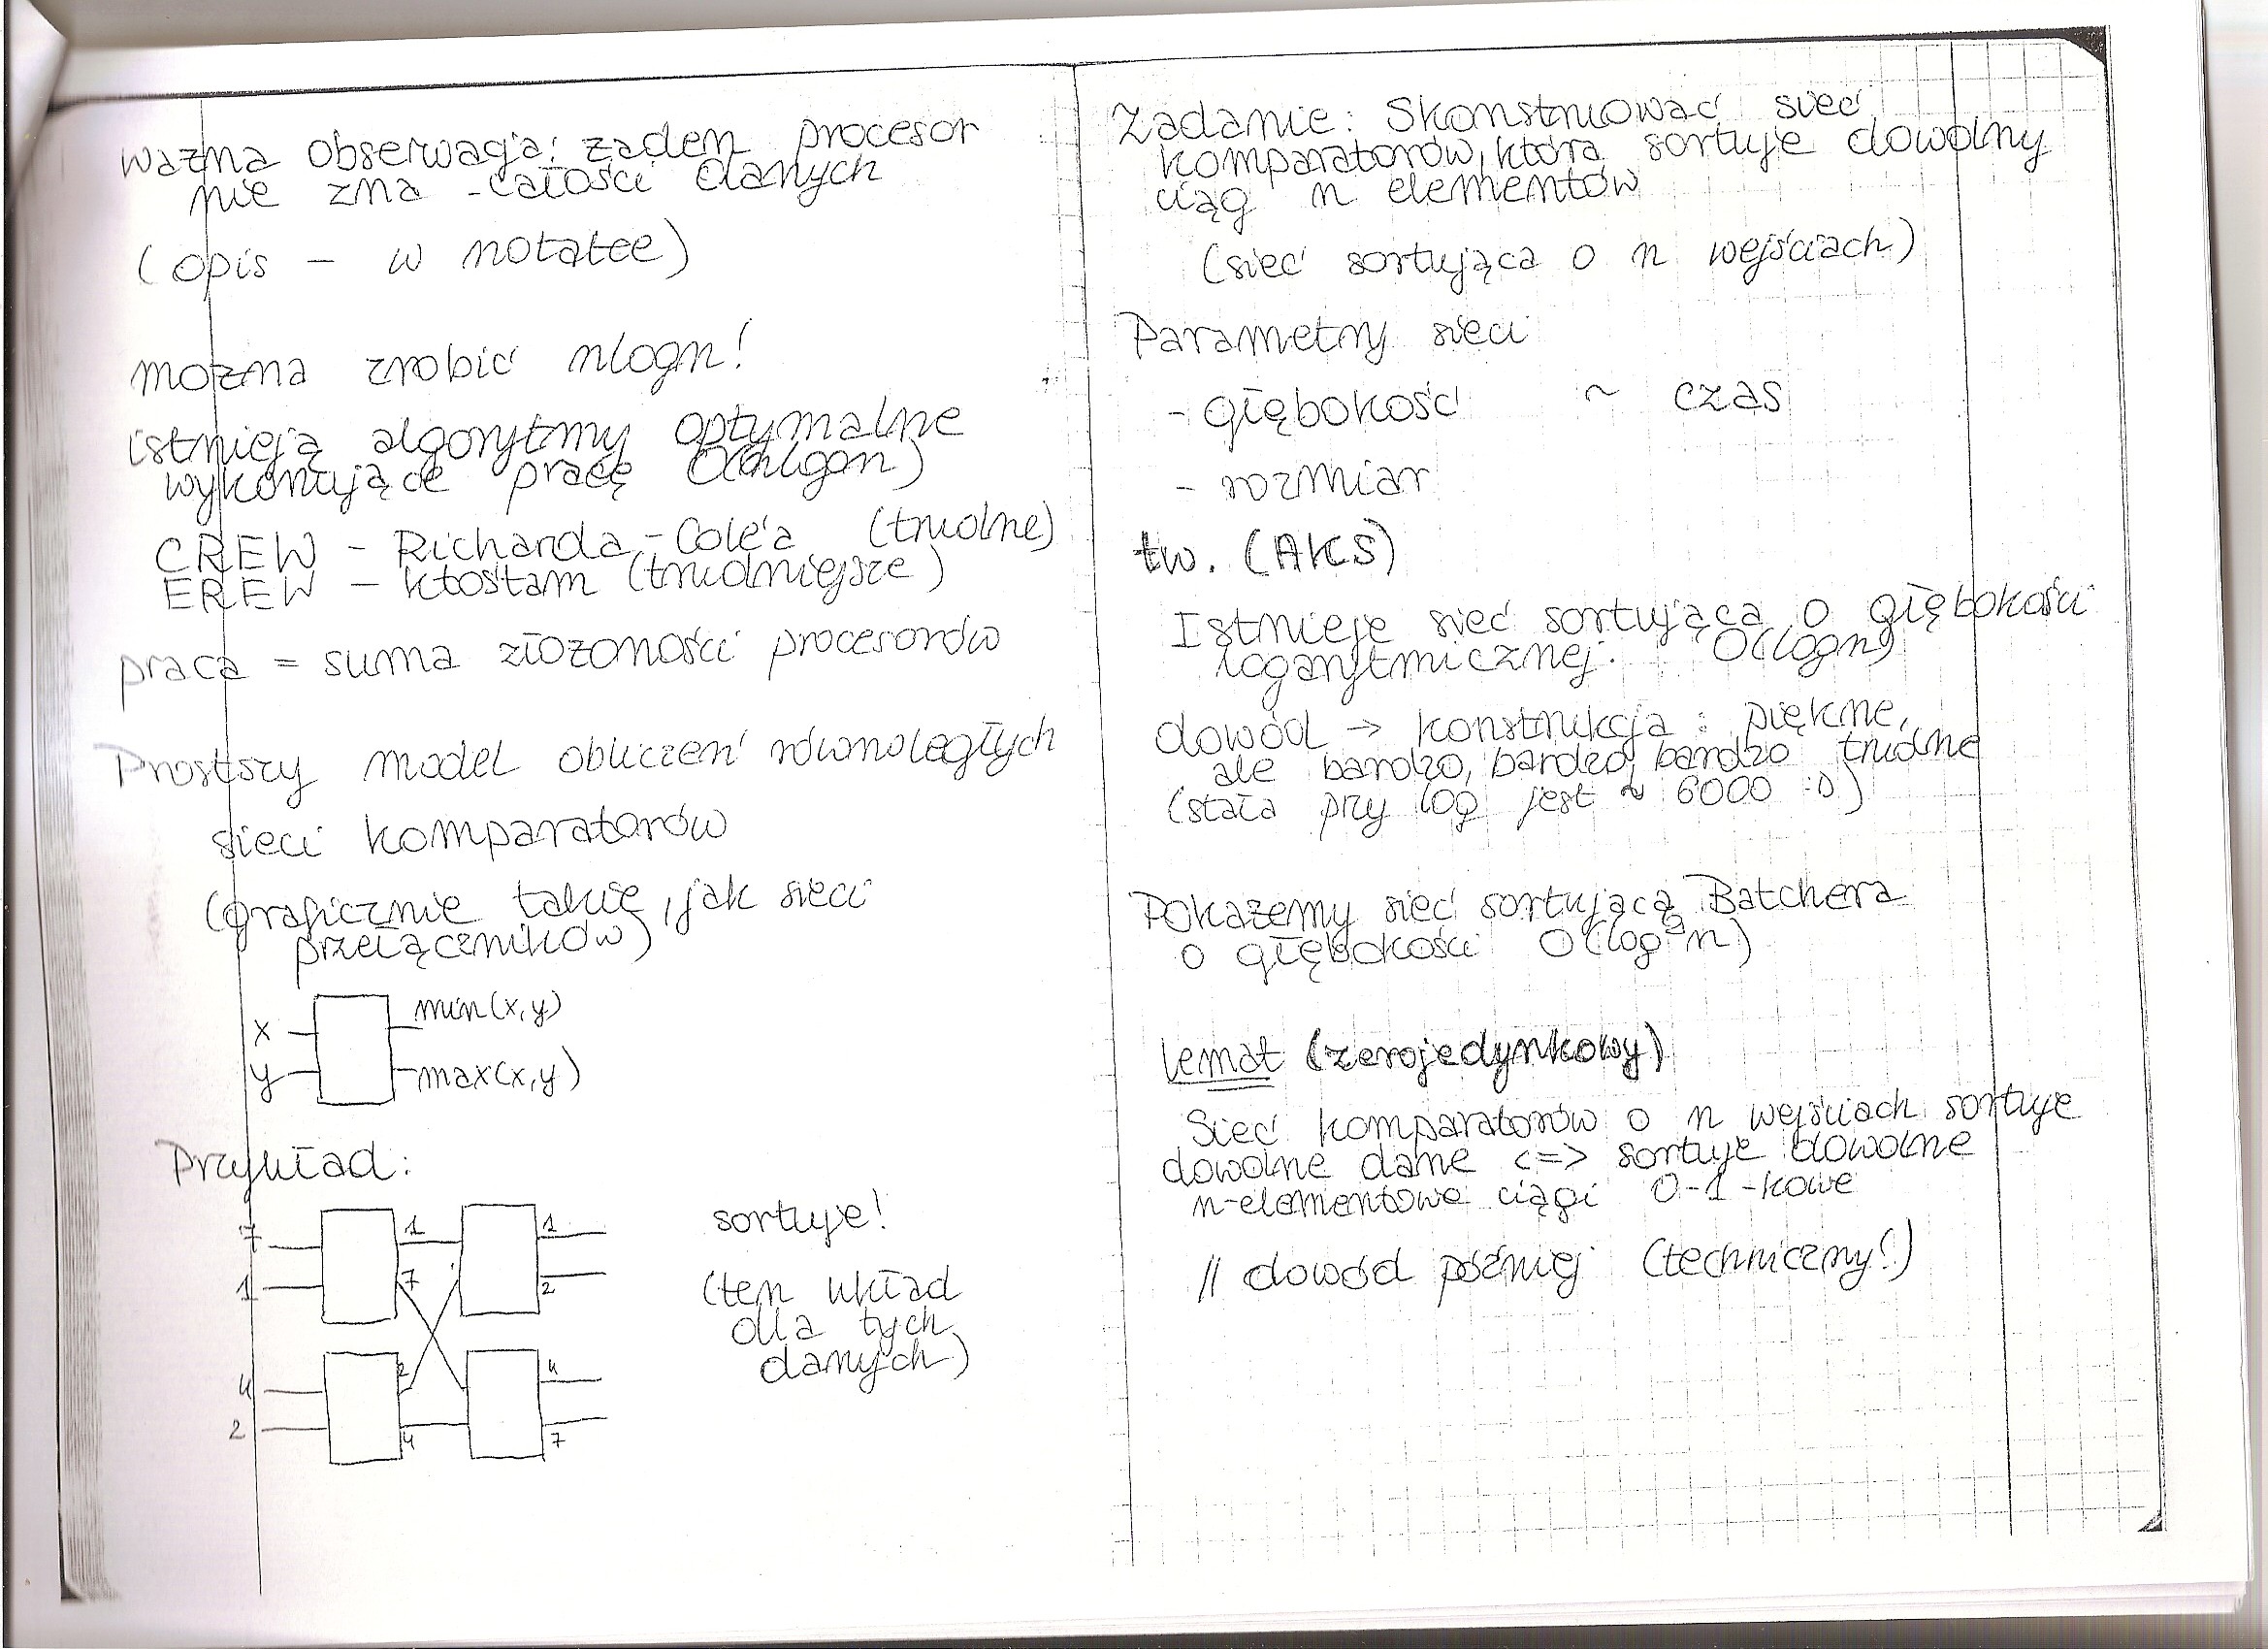 ważna obserwacja: żaden procesor
nie zna całości danych
(opis – w notatce)
można zrobić nlogn!
istnieją algorytmy optymalne
wykonujące pracę O(nlogn)
CREW – Richarda-Cole'a (trudne)
EREW – ktośtam (trudniejsze)
praca = suma złożoności procesorów
Prostszy model obliczeń równoległych
sieci komparatorów
(graficznie takie, jak sieci
przełączników)
x min(x,y)
y max(x,y)
Przykład:
7 1 1
1 7 2
4 2 4
2 4 7
sortuje!
(ten układ
dla tych
danych)
Zadanie: Skonstruować sieć
komparatorów, która sortuje dowolny
ciąg n elementów
(sieć sortująca o n wejściach)
Parametry sieci
- głębokość ~ czas
- rozmiar
tw. (AKS)
Istnieje sieć sortująca o głębokości
logarytmicznej. O(logn)
dowód → konstrukcja: piękne,
ale bardzo, bardzo, bardzo trudne
(stała przy log jest ≈ 6000 :D)
Pokażemy sieć sortującą Batchera
o głębokości O(log²n)
Lemat (zerojedynkowy)
Sieć komparatorów o n wejściach sortuje
dowolne dane <=> sortuje dowolne
n-elementowe ciągi 0-1-kowe
// dowód później (techniczny!)